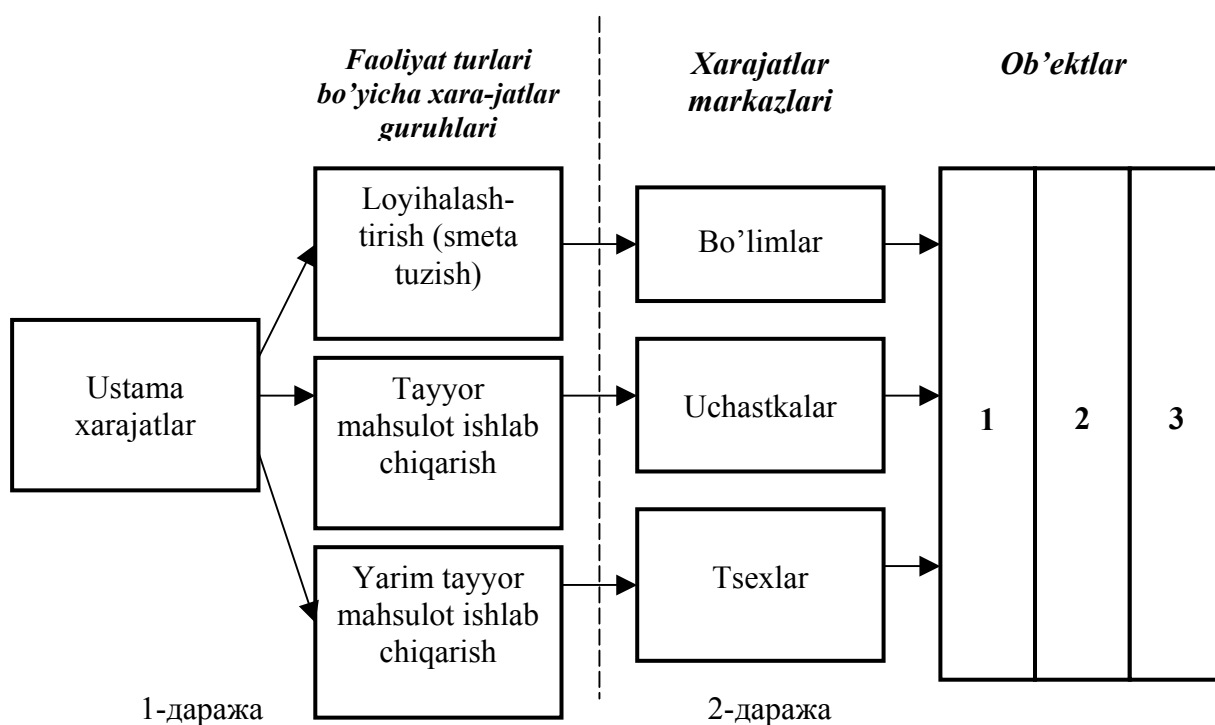 Faoliyat turlari
bo’yicha xara-jatlar
guruhlari
Xarajatlar
markazlari
Ob’ektlar
Ustama
xarajatlar
Loyihalash-
tirish (smeta
tuzish)
Tayyor
mahsulot ishlab
chiqarish
Yarim tayyor
mahsulot ishlab
chiqarish
Bo’limlar
Uchastkalar
Tsexlar
1
2
3
1-даража
2-даража